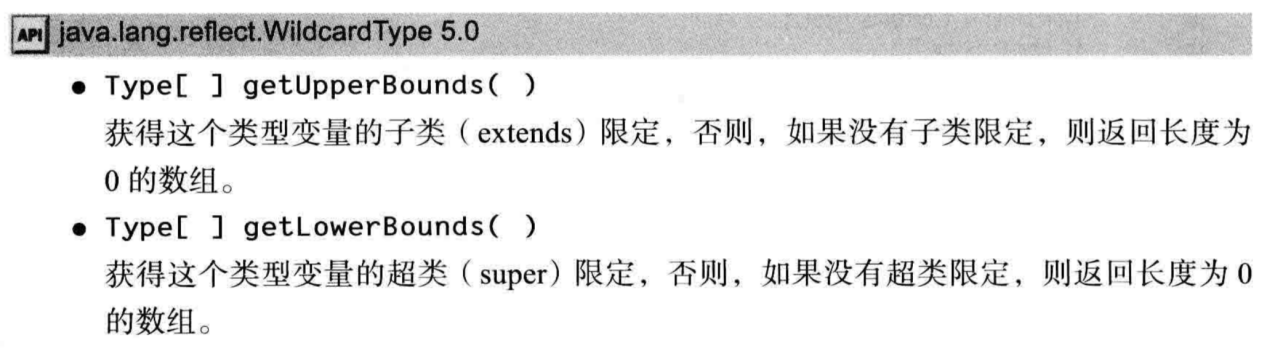 API java.lang.reflect.WildcardType 5.0
● Type[ ] getUpperBounds( )
获得这个类型变量的子类（extends）限定，否则，如果没有子类限定，则返回长度为
0 的数组。
● Type[ ] getLowerBounds( )
获得这个类型变量的超类（super）限定，否则，如果没有超类限定，则返回长度为 0
的数组。